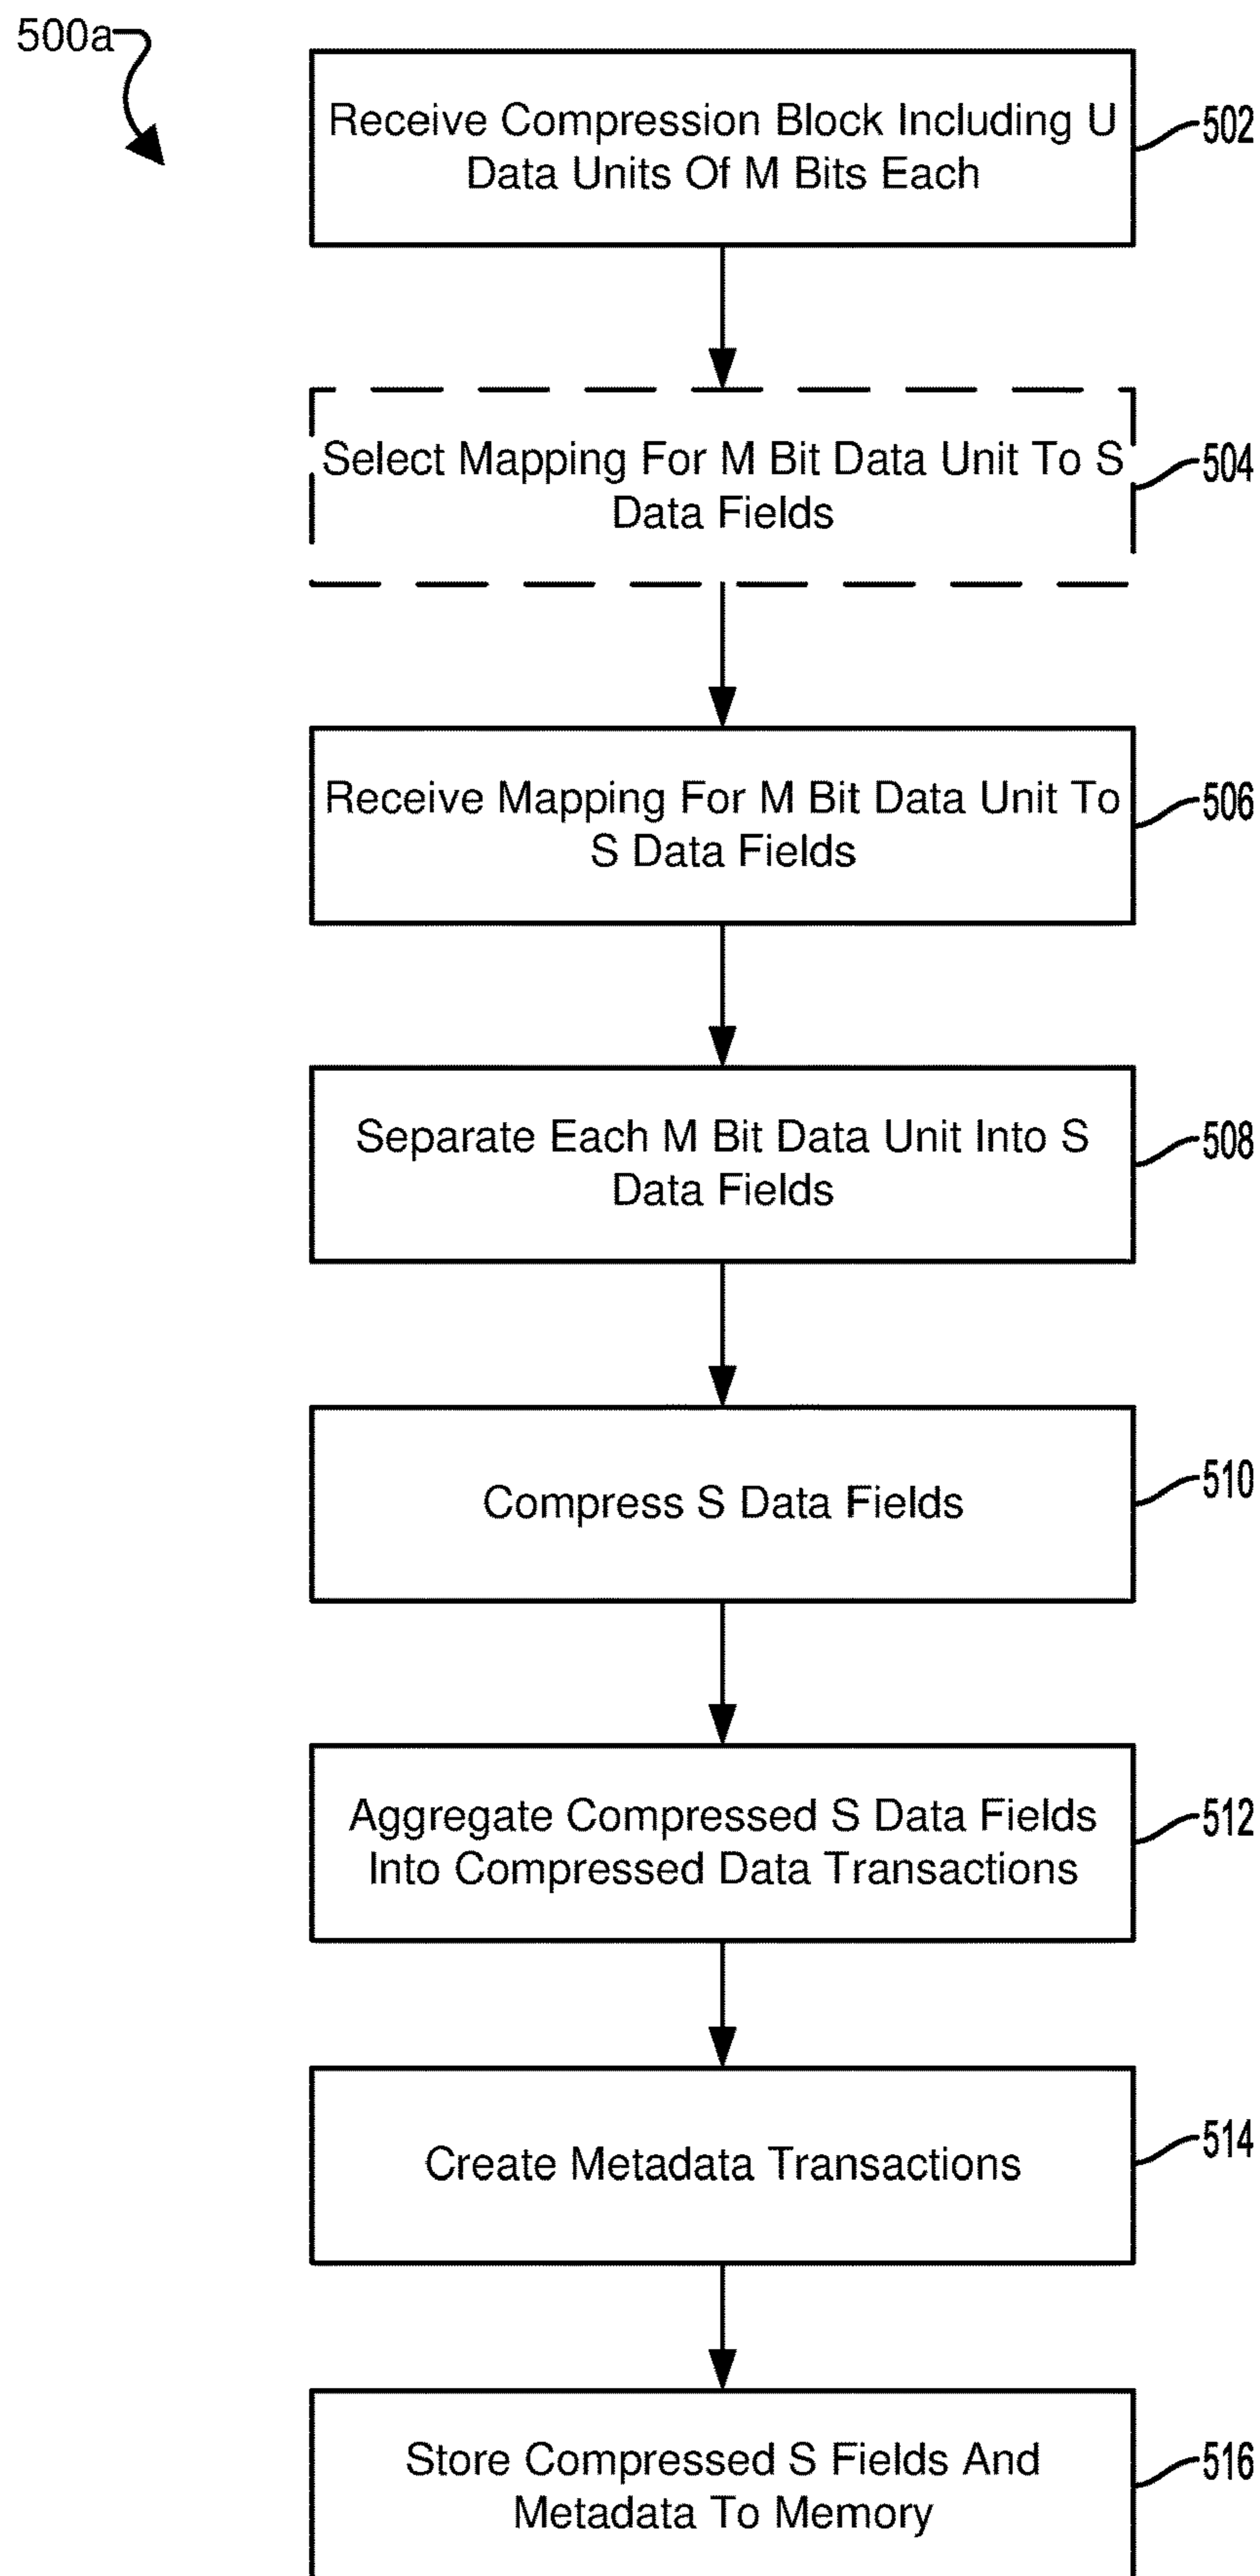 500a
Receive Compression Block Including U
Data Units Of M Bits Each
502
Select Mapping For M Bit Data Unit To S
Data Fields
504
Receive Mapping For M Bit Data Unit To
S Data Fields
506
Separate Each M Bit Data Unit Into S
Data Fields
508
Compress S Data Fields
510
Aggregate Compressed S Data Fields
Into Compressed Data Transactions
512
Create Metadata Transactions
514
Store Compressed S Fields And
Metadata To Memory
516